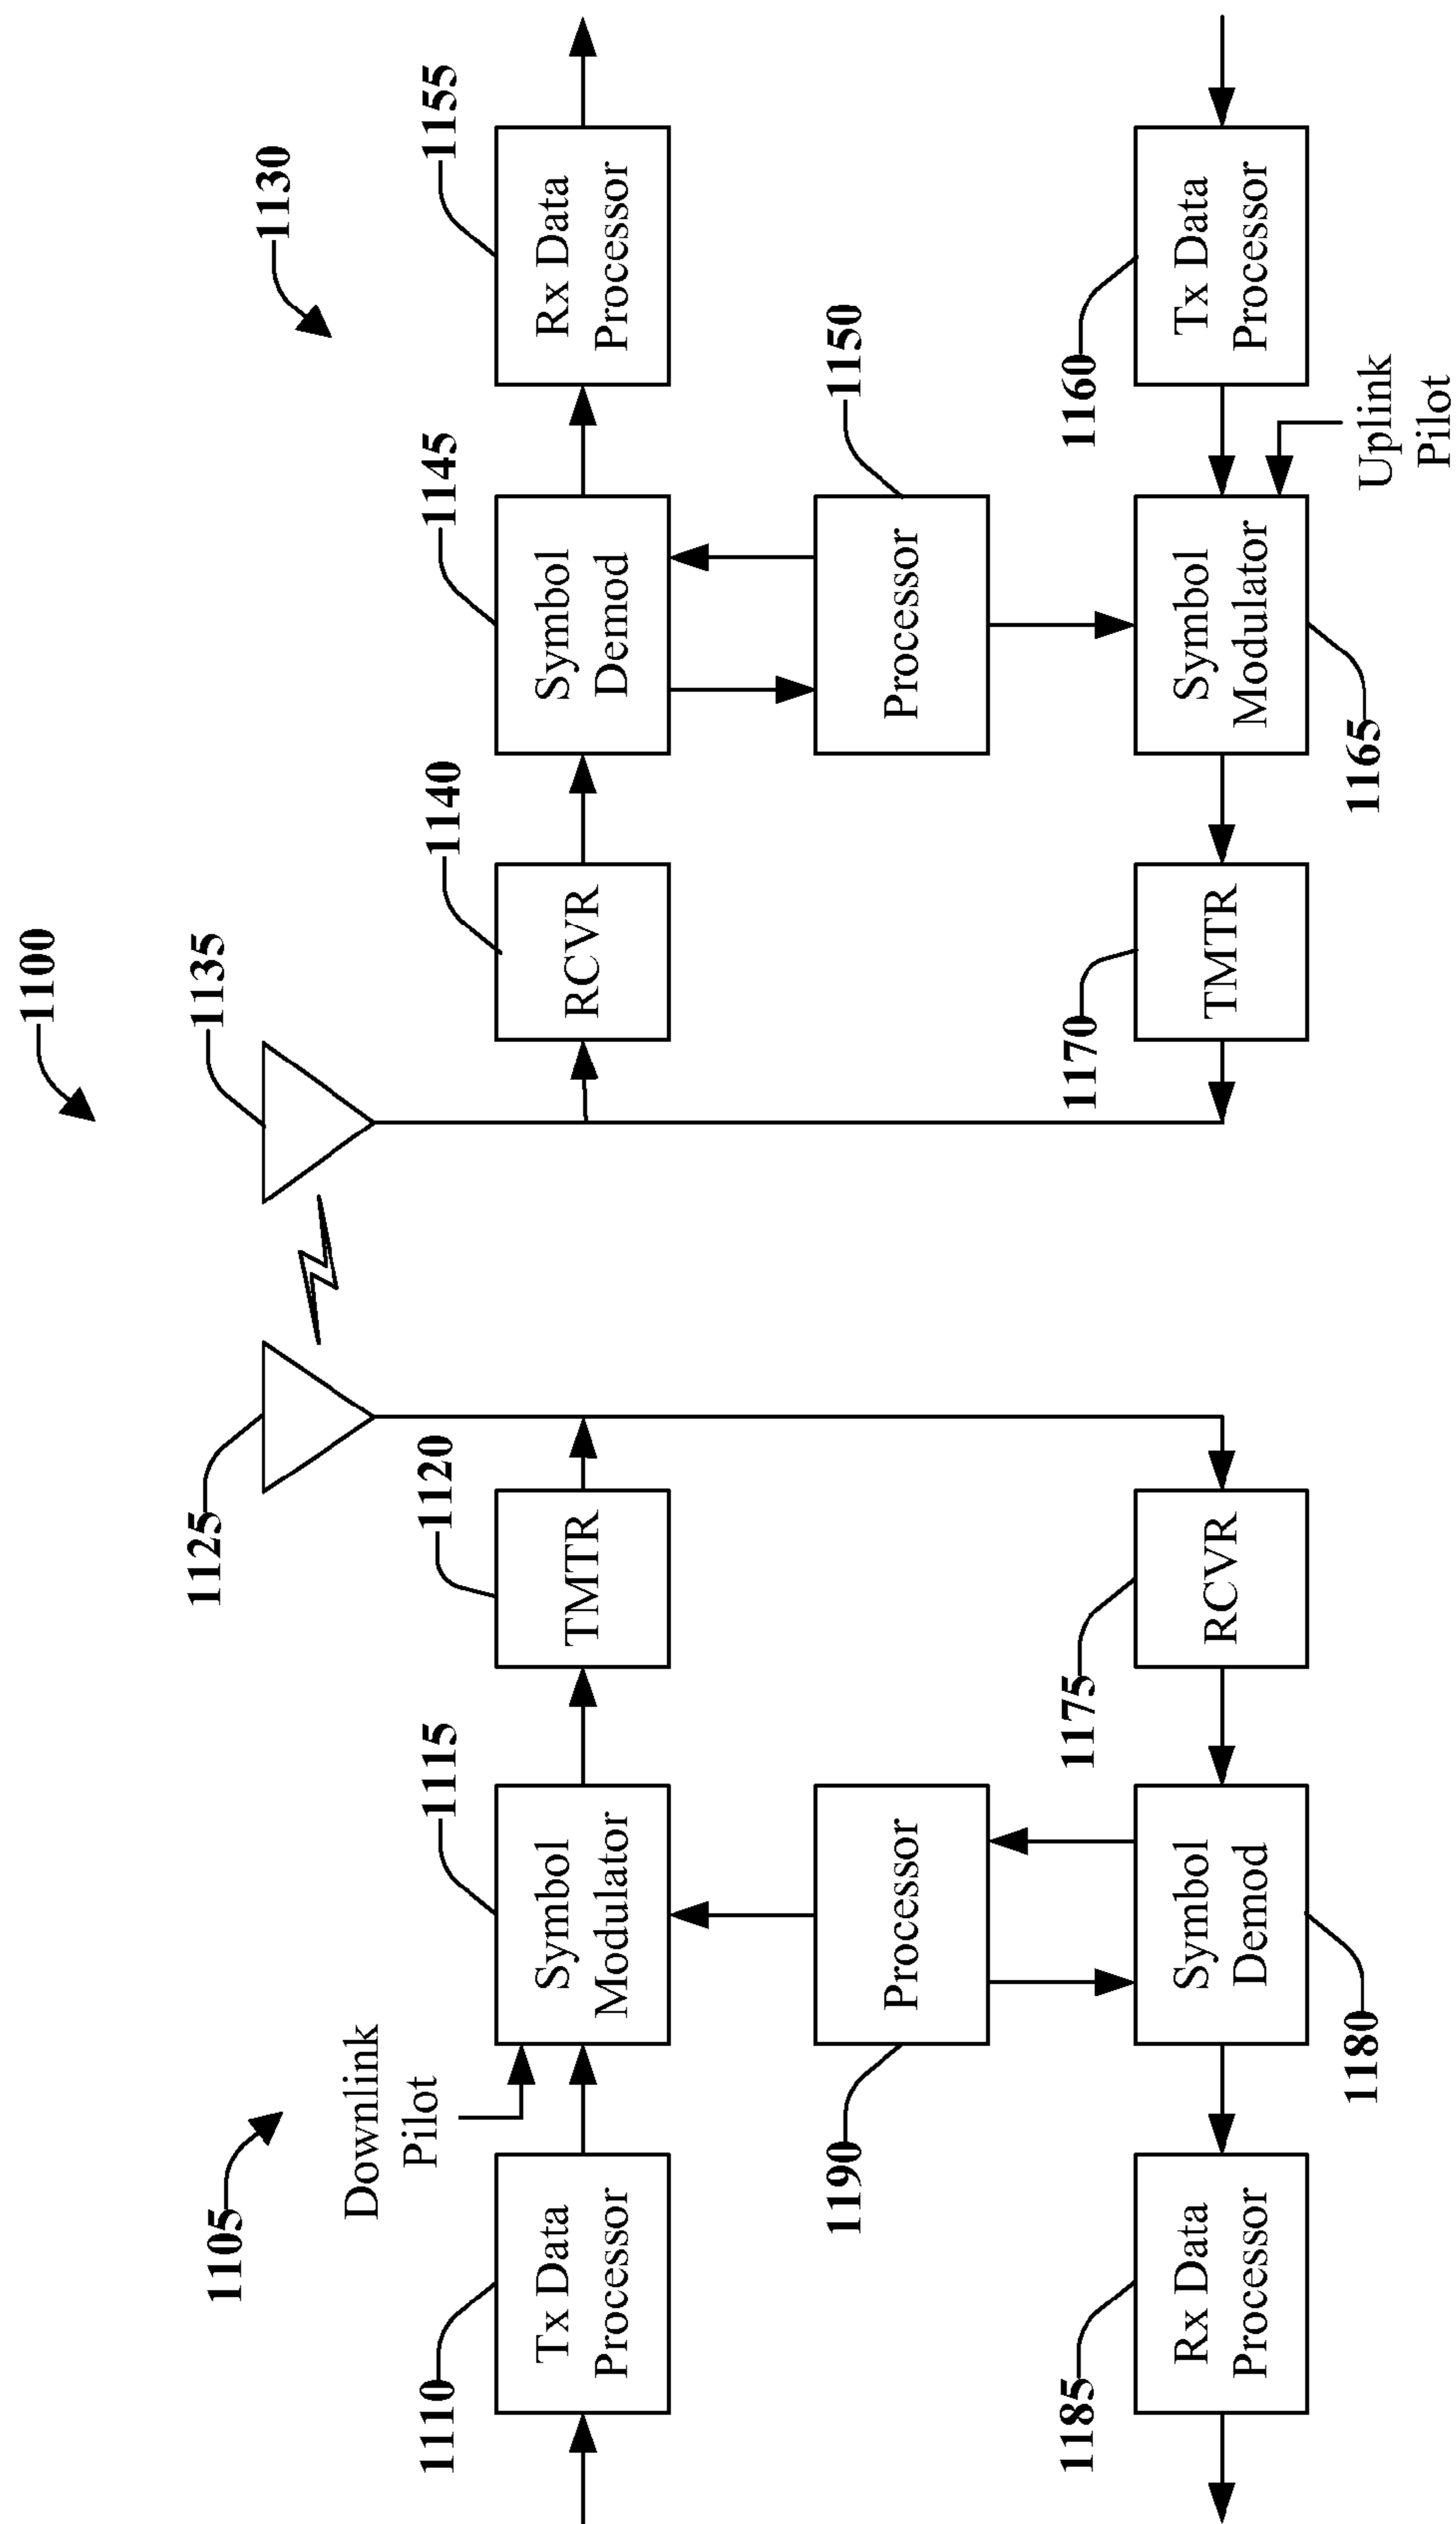 1100
1125
1135
1105
1130
Downlink
Pilot
1110
1115
1120
1140
1145
1155
Tx Data
Processor
Symbol
Modulator
TMTR
RCVR
Symbol
Demod
Rx Data
Processor
1190
Processor
Processor
1150
1185
1175
1170
1160
Rx Data
Processor
Symbol
Demod
RCVR
TMTR
Symbol
Modulator
Tx Data
Processor
1180
1165
Uplink
Pilot